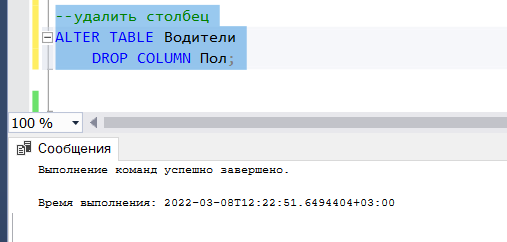 --удалить столбец
ALTER TABLE Водители
DROP COLUMN Пол;
100 %
Сообщения
Выполнение команд успешно завершено.
Время выполнения: 2022-03-08T12:22:51.6494404+03:00